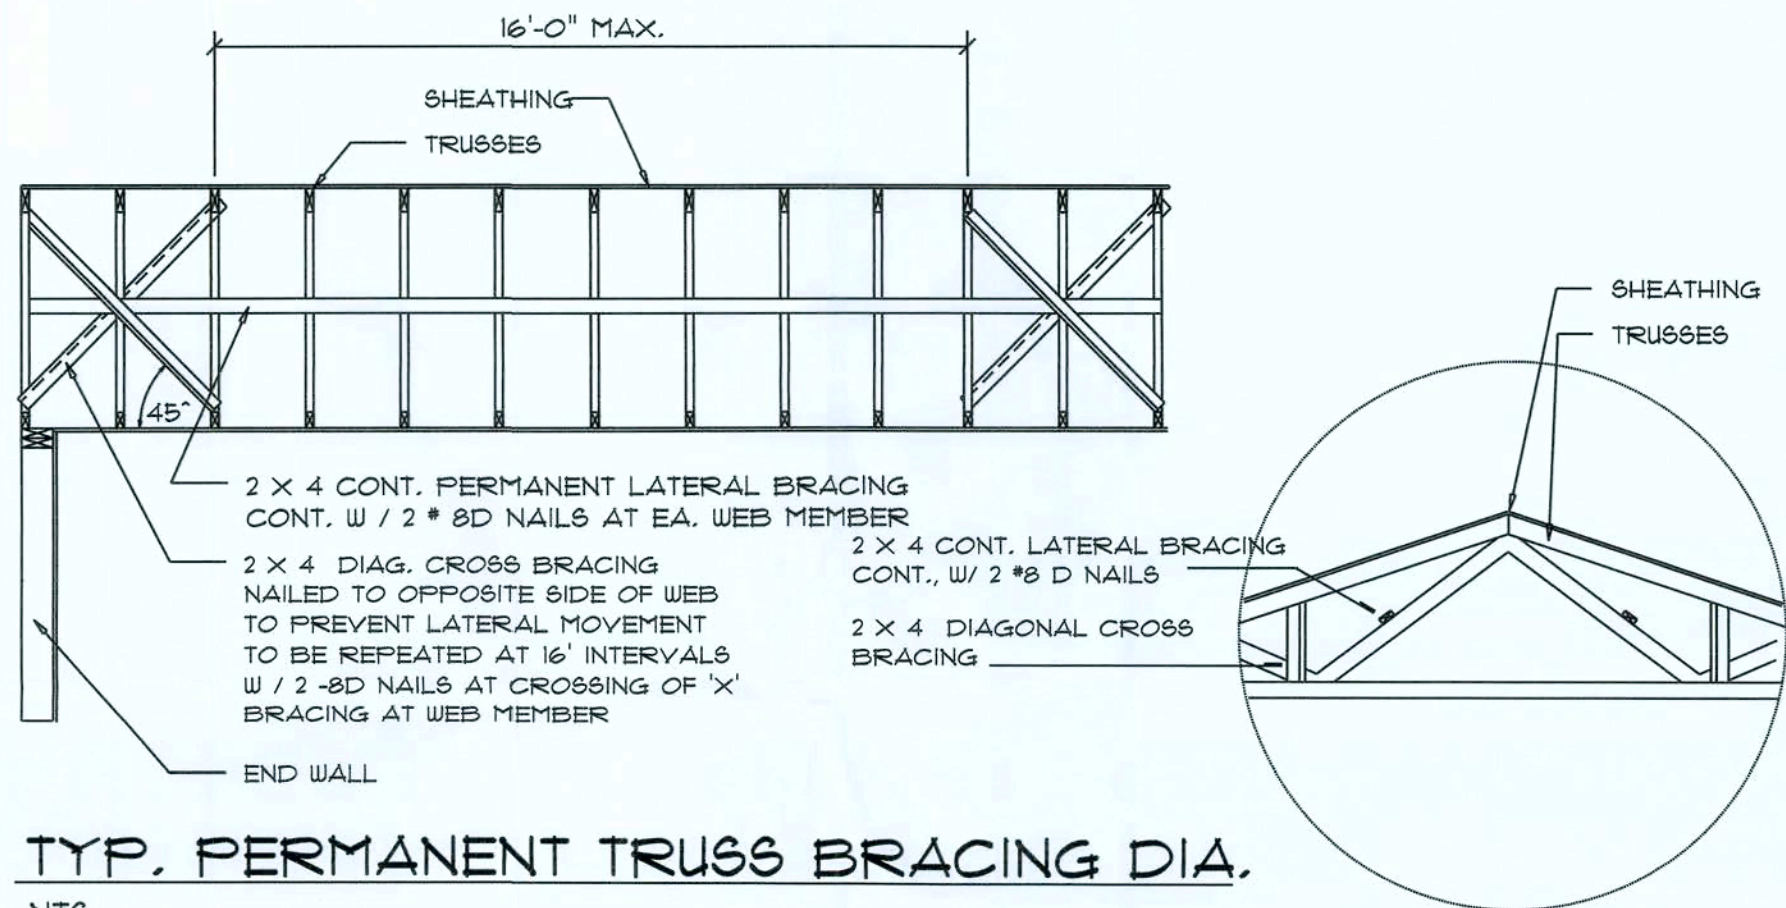 16'-0" MAX.
SHEATHING
TRUSSES
SHEATHING
TRUSSES
45^
2 X 4 CONT. PERMANENT LATERAL BRACING
CONT. W / 2 # 8D NAILS AT EA. WEB MEMBER
2 X 4 DIAG. CROSS BRACING
NAILED TO OPPOSITE SIDE OF WEB
TO PREVENT LATERAL MOVEMENT
TO BE REPEATED AT 16' INTERVALS
W / 2 -8D NAILS AT CROSSING OF 'X'
BRACING AT WEB MEMBER
END WALL
2 X 4 CONT. LATERAL BRACING
CONT., W/ 2 #8 D NAILS
2 X 4 DIAGONAL CROSS
BRACING
TYP. PERMANENT TRUSS BRACING DIA.
NTS